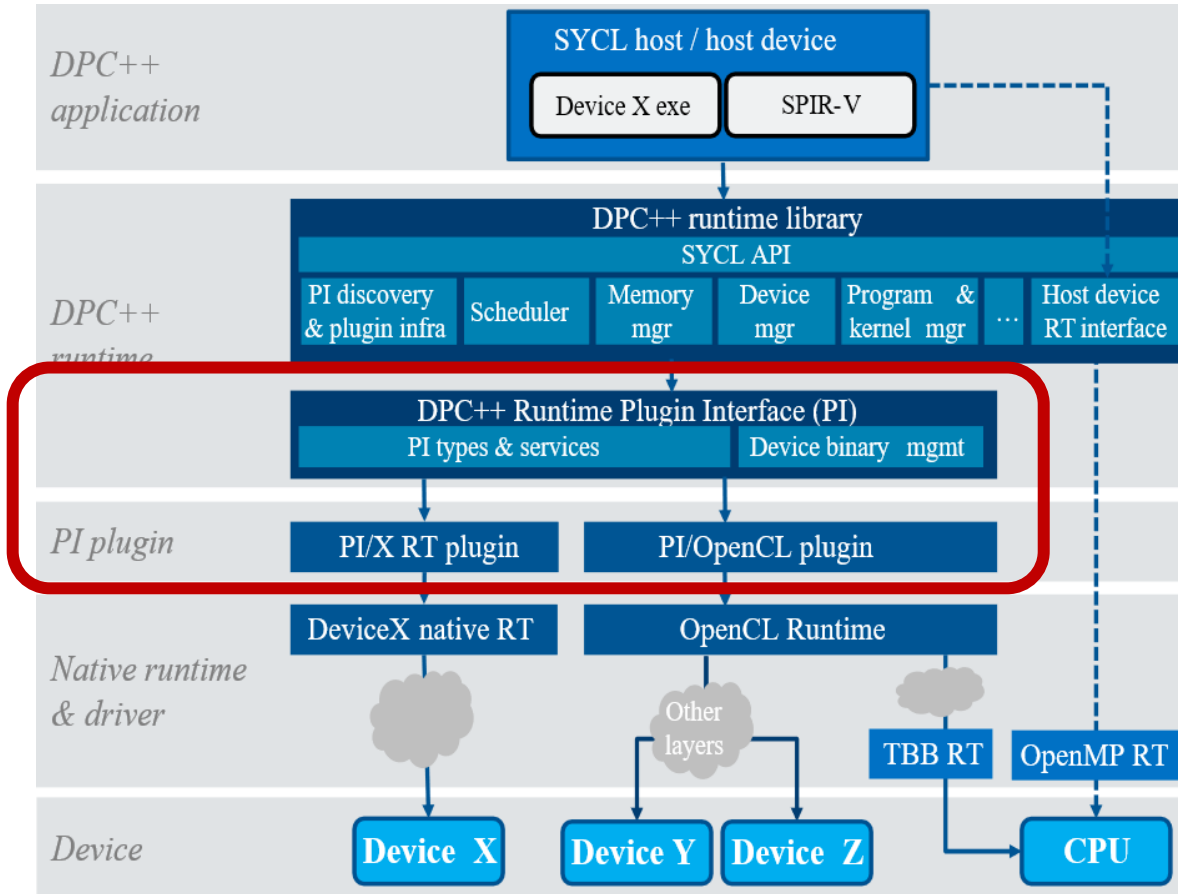 DPC++
application
SYCL host / host device
Device X exe
SPIR-V
DPC++
runtime
DPC++ runtime library
SYCL API
PI discovery
& plugin infra
Scheduler
Memory
mgr
Device
mgr
Program &
kernel mgr
...
Host device
RT interface
DPC++ Runtime Plugin Interface (PI)
PI types & services
Device binary mgmt
PI plugin
PI/X RT plugin
PI/OpenCL plugin
Native runtime
& driver
DeviceX native RT
OpenCL Runtime
Other
layers
TBB RT
OpenMP RT
Device
Device X
Device Y
Device Z
CPU